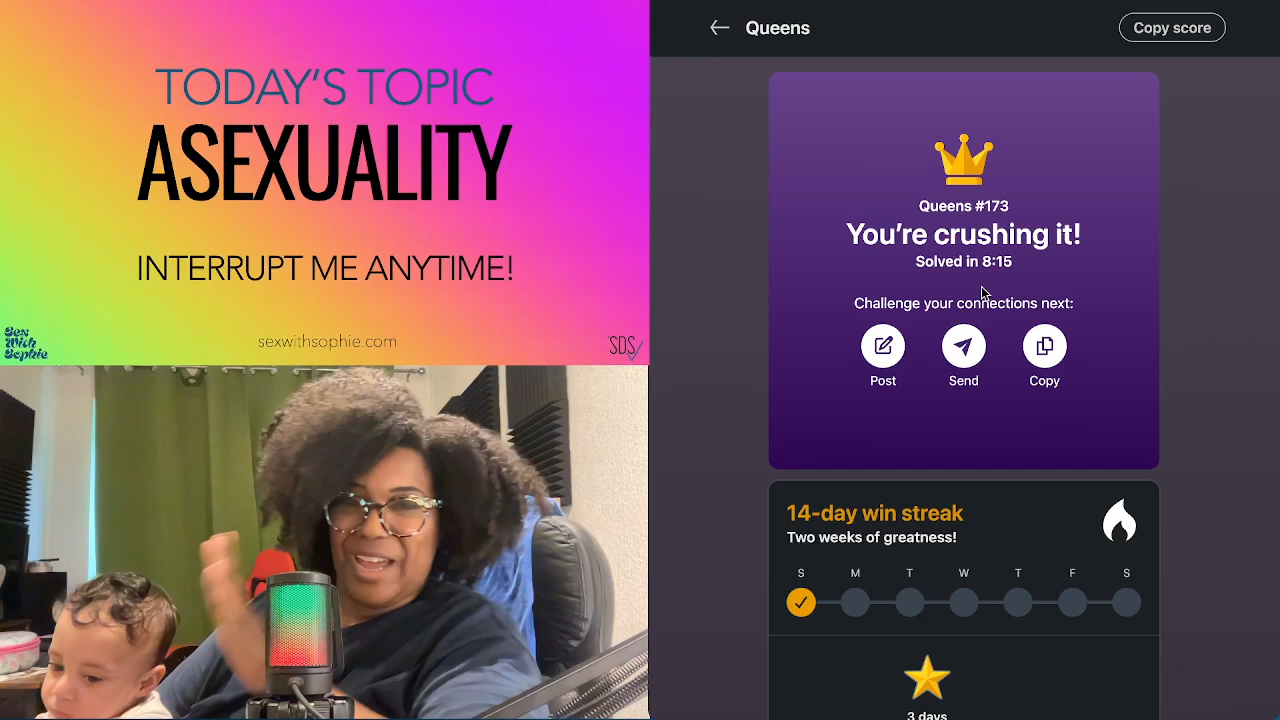 TODAY'S TOPIC
ASEXUALITY
INTERRUPT ME ANYTIME!
Sex
With
Sophie
sexwithsophie.com
SDS
Queens
Copy score
Queens #173
You're crushing it!
Solved in 8:15
Challenge your connections next:
Post
Send
Copy
14-day win streak
Two weeks of greatness!
S M T W T F S
3 days